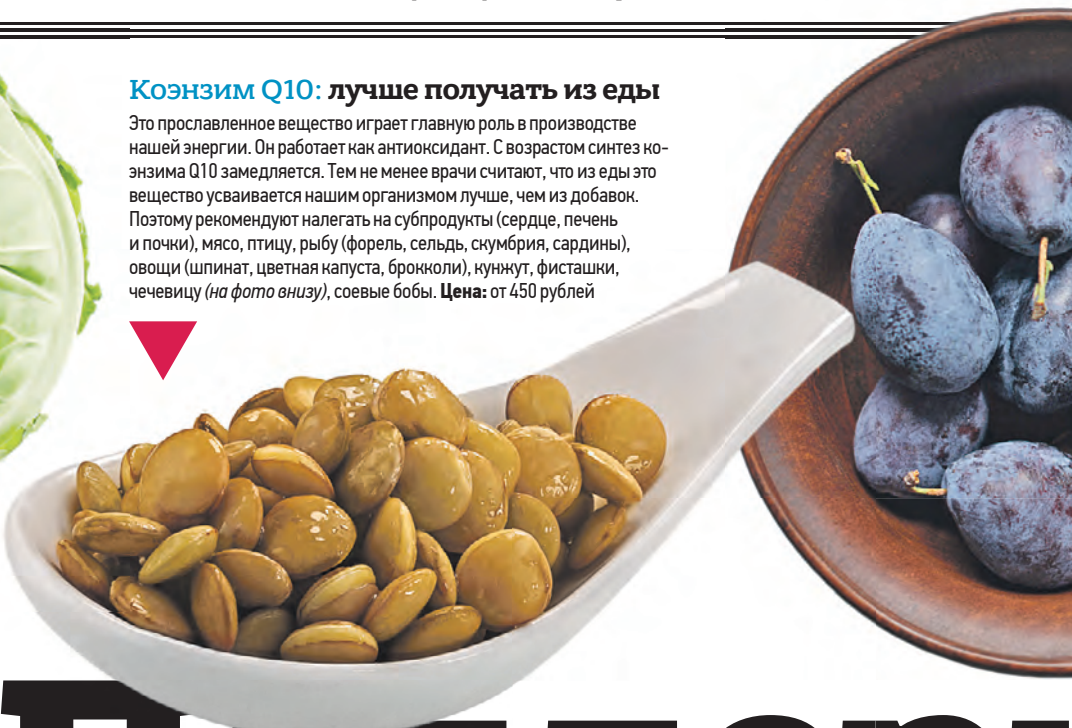 Коэнзим Q10: лучше получать из еды
Это прославленное вещество играет главную роль в производстве
нашей энергии. Он работает как антиоксидант. С возрастом синтез ко-
энзима Q10 замедляется. Тем не менее врачи считают, что из еды это
вещество усваивается нашим организмом лучше, чем из добавок.
Поэтому рекомендуют налегать на субпродукты (сердце, печень
и почки), мясо, птицу, рыбу (форель, сельдь, скумбрия, сардины),
овощи (шпинат, цветная капуста, брокколи), кунжут, фисташки,
чечевицу (на фото внизу), соевые бобы. Цена: от 450 рублей